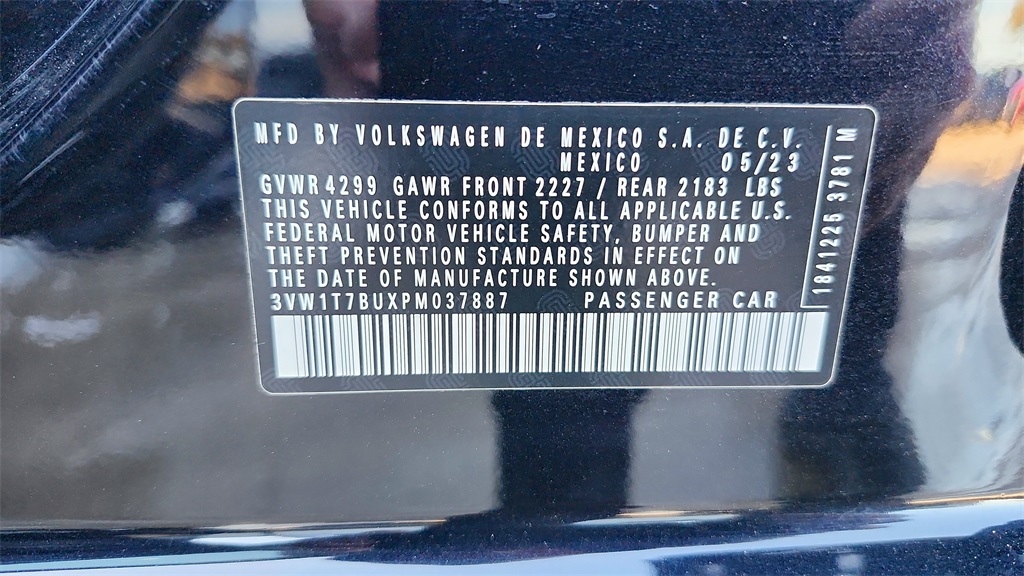 MFD BY VOLKSWAGEN DE MEXICO S.A. DE C.V.
MEXICO 05/23
GVWR 4299 GAWR FRONT 2227 / REAR 2183 LBS
THIS VEHICLE CONFORMS TO ALL APPLICABLE U.S.
FEDERAL MOTOR VEHICLE SAFETY, BUMPER AND
THEFT PREVENTION STANDARDS IN EFFECT ON
THE DATE OF MANUFACTURE SHOWN ABOVE.
3VW1T7BUXPM037887 PASSENGER CAR
1841225 3781 M